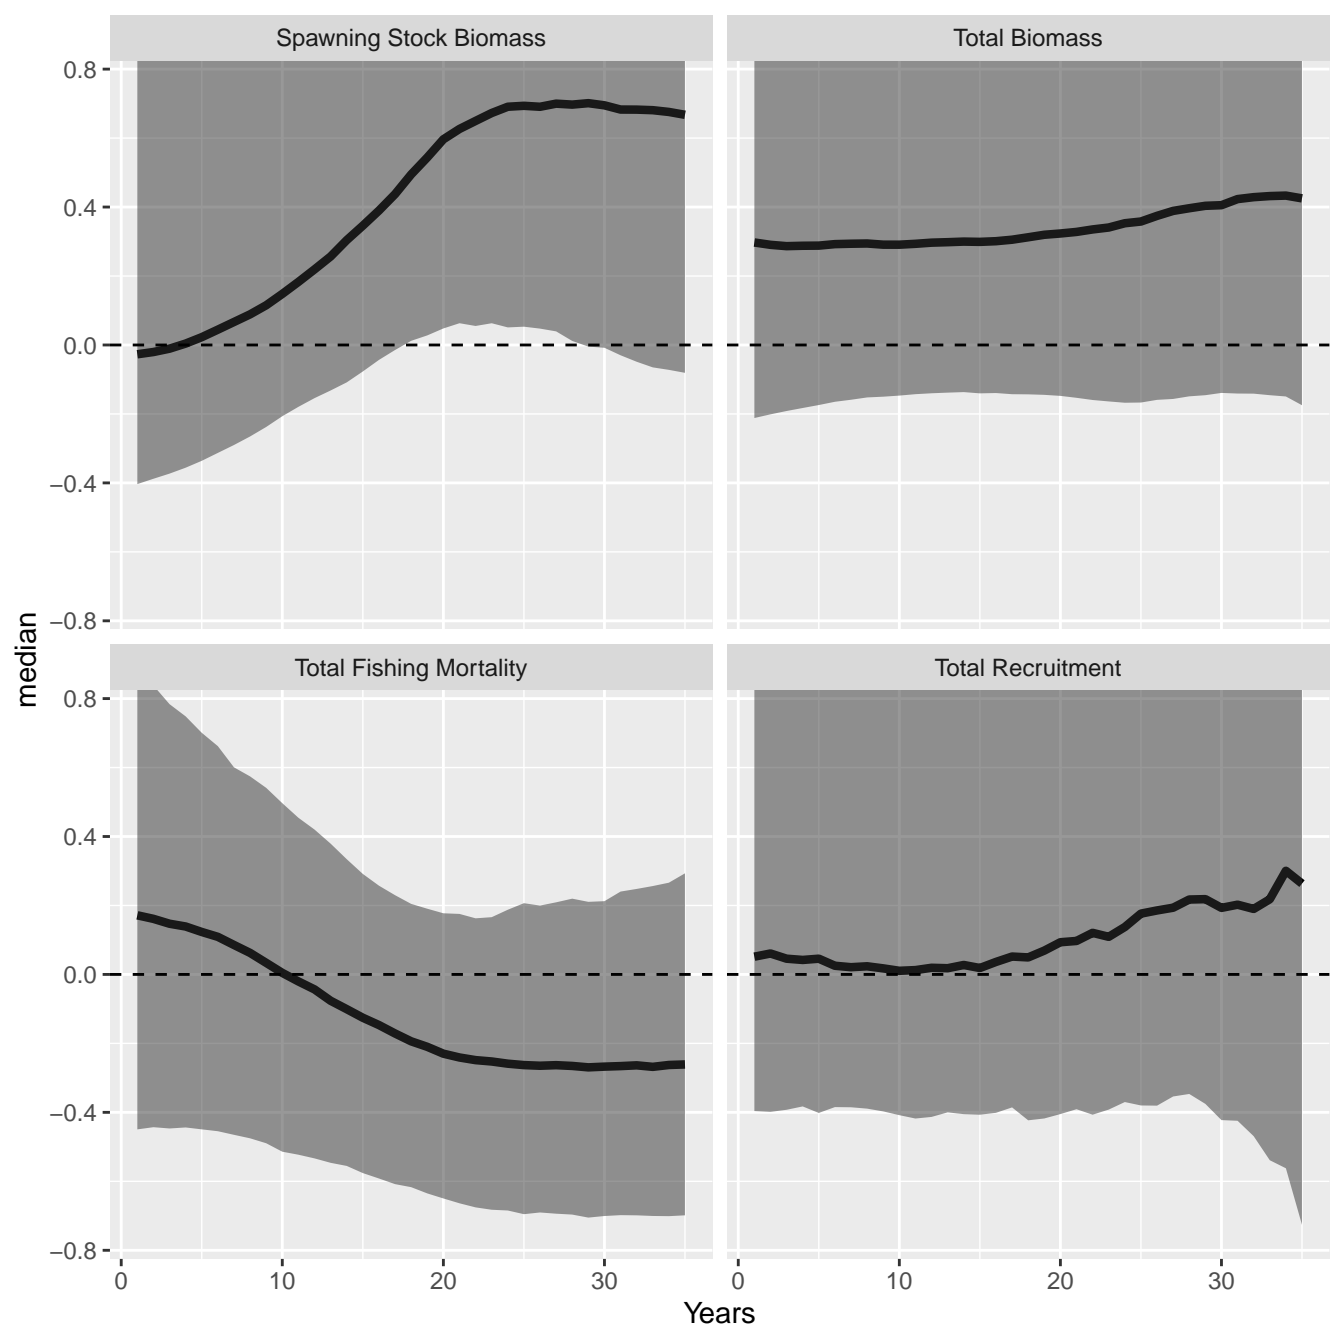 Spawning Stock Biomass
Total Biomass
0.8
0.4
0.0
−0.4
−0.8
median
Total Fishing Mortality
Total Recruitment
0.8
0.4
0.0
−0.4
−0.8
0 10 20 30
0 10 20 30
Years